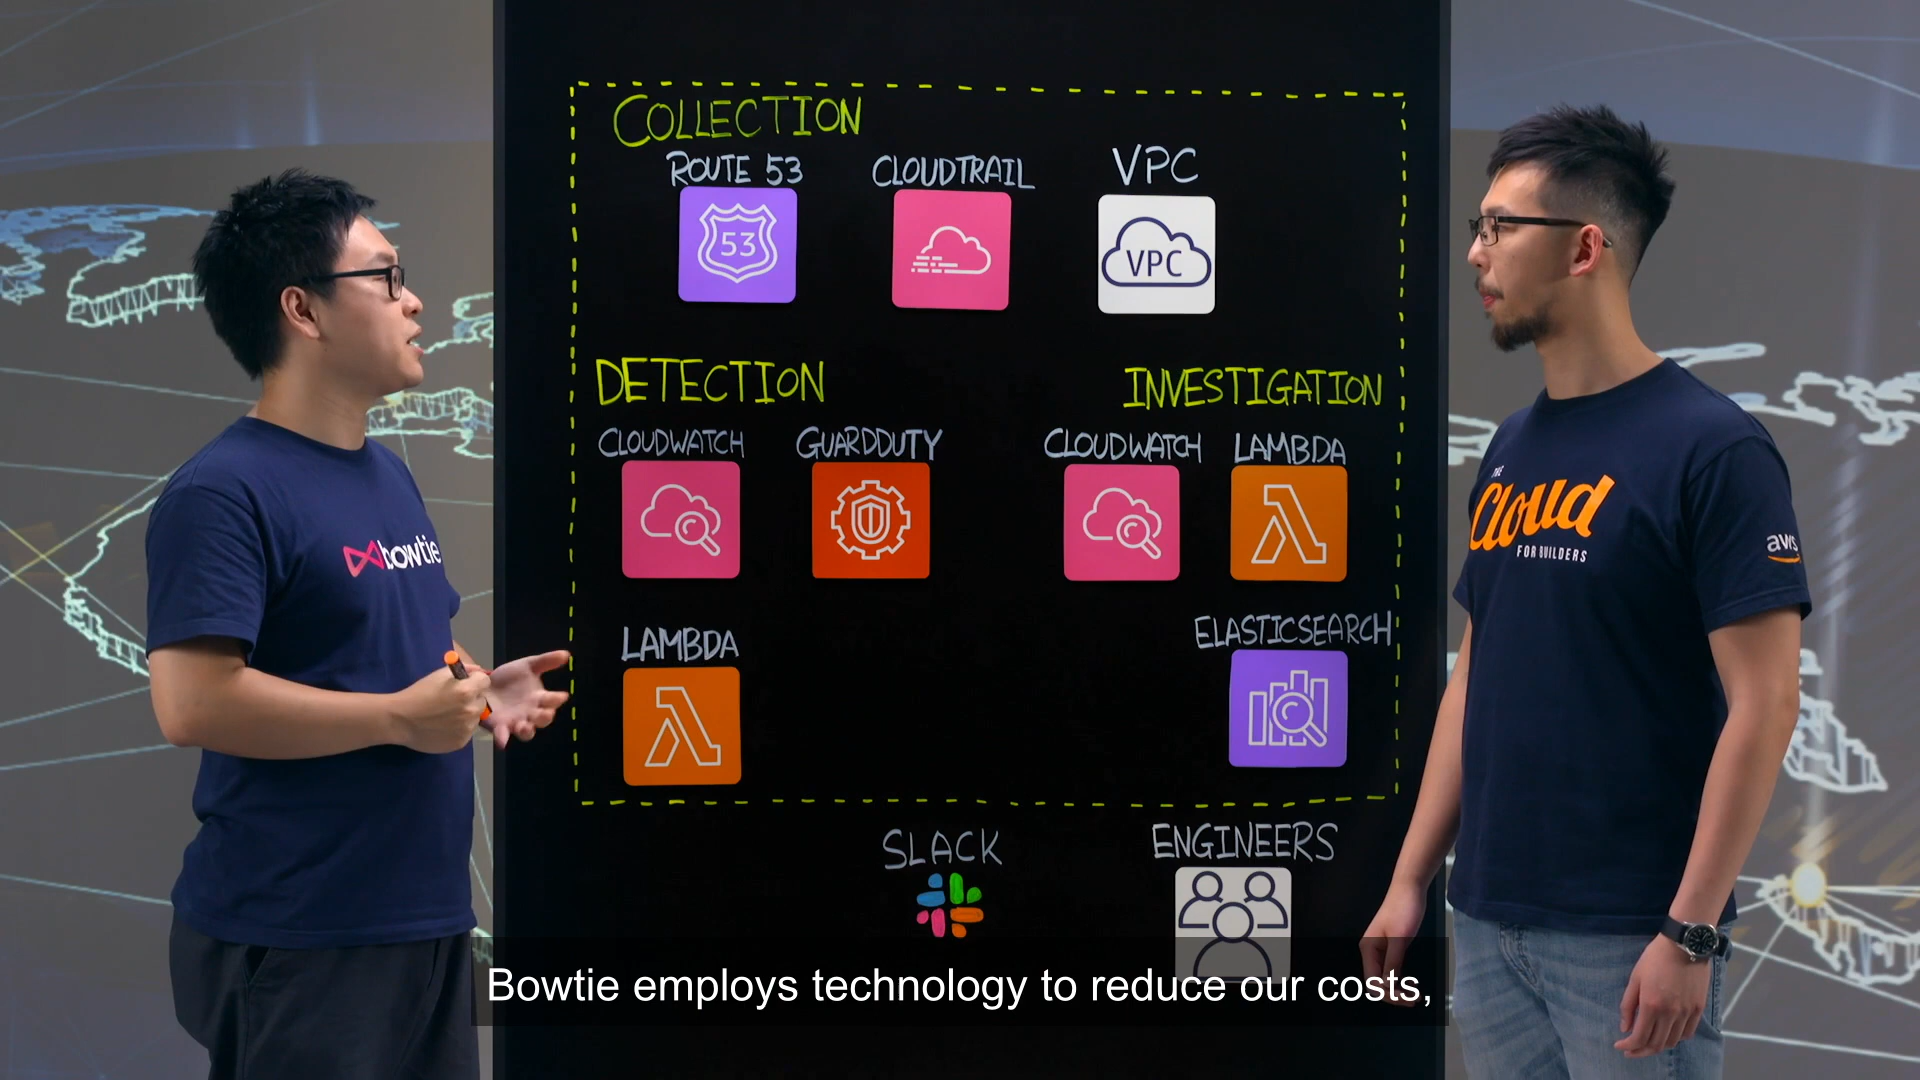 COLLECTION
ROUTE 53
CLOUDTRAIL
VPC
53
VPC
DETECTION
INVESTIGATION
CLOUDWATCH
GUARDDUTY
CLOUDWATCH
LAMBDA
LAMBDA
ELASTICSEARCH
SLACK
ENGINEERS
bowtie
THE
Cloud
FOR BUILDERS
aws
Bowtie employs technology to reduce our costs,